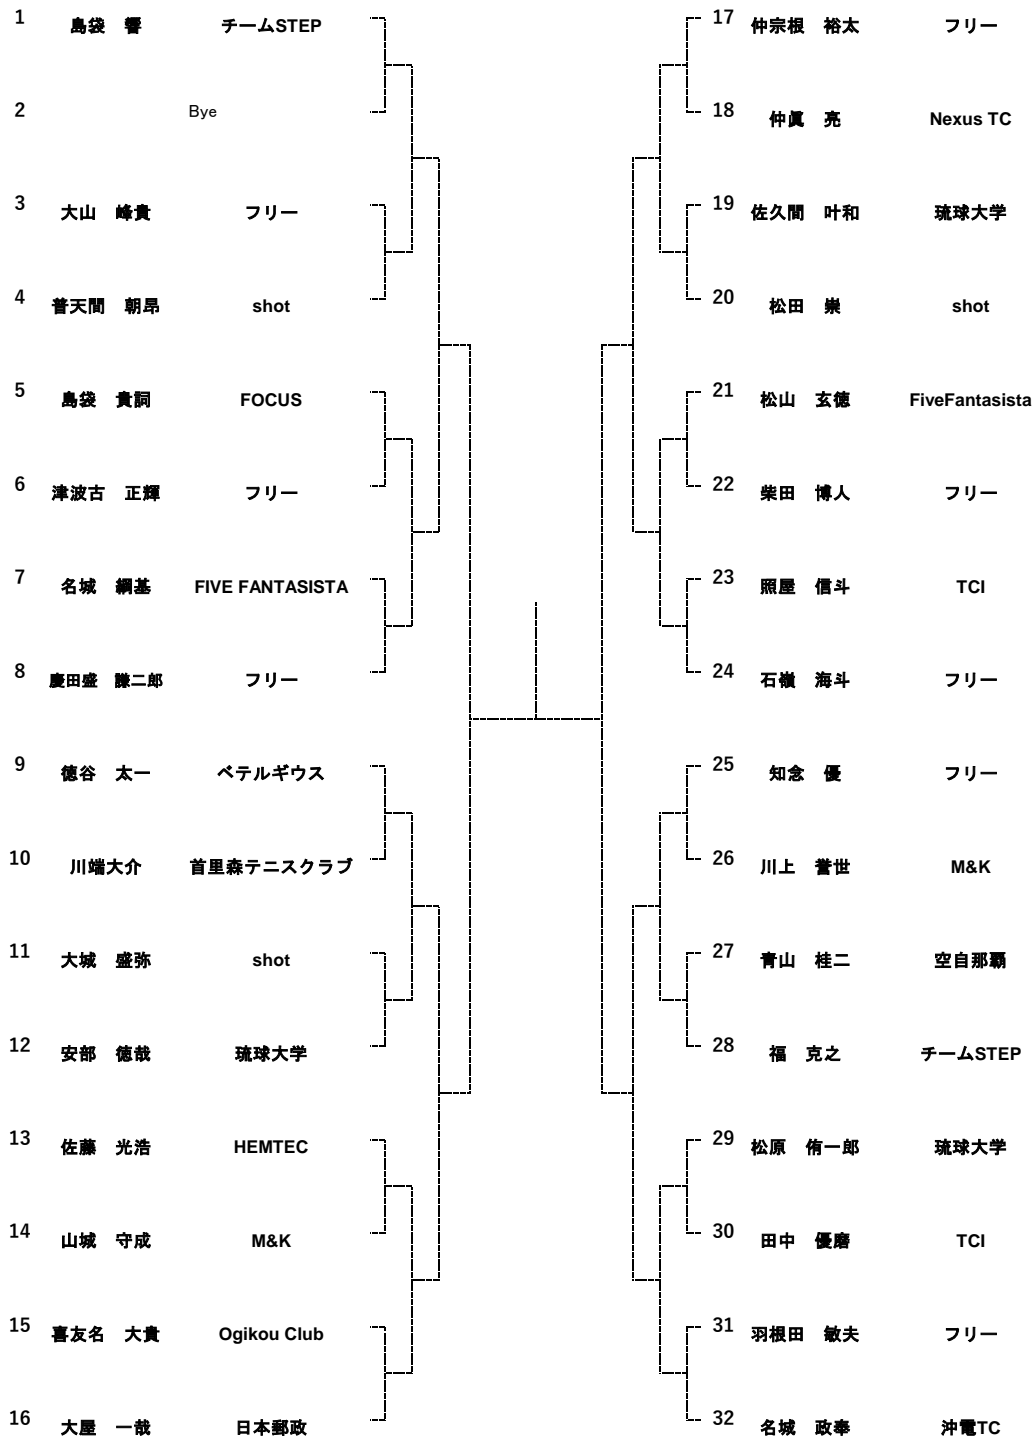 1 島袋 響 チームSTEP
2 Bye
3 大山 峰貴 フリー
4 普天間 朝昂 shot
5 島袋 貴詞 FOCUS
6 津波古 正輝 フリー
7 名城 綱基 FIVE FANTASISTA
8 慶田盛 謙二郎 フリー
9 徳谷 太一 ベテルギウス
10 川端大介 首里森テニスクラブ
11 大城 盛弥 shot
12 安部 徳哉 琉球大学
13 佐藤 光浩 HEMTEC
14 山城 守成 M&K
15 喜友名 大貴 Ogikou Club
16 大屋 一哉 日本郵政
17 仲宗根 裕太 フリー
18 仲眞 亮 Nexus TC
19 佐久間 叶和 琉球大学
20 松田 崇 shot
21 松山 玄徳 FiveFantasista
22 柴田 博人 フリー
23 照屋 信斗 TCI
24 石嶺 海斗 フリー
25 知念 優 フリー
26 川上 誉世 M&K
27 青山 桂二 空自那覇
28 福 克之 チームSTEP
29 松原 侑一郎 琉球大学
30 田中 優磨 TCI
31 羽根田 敏夫 フリー
32 名城 政奉 沖電TC